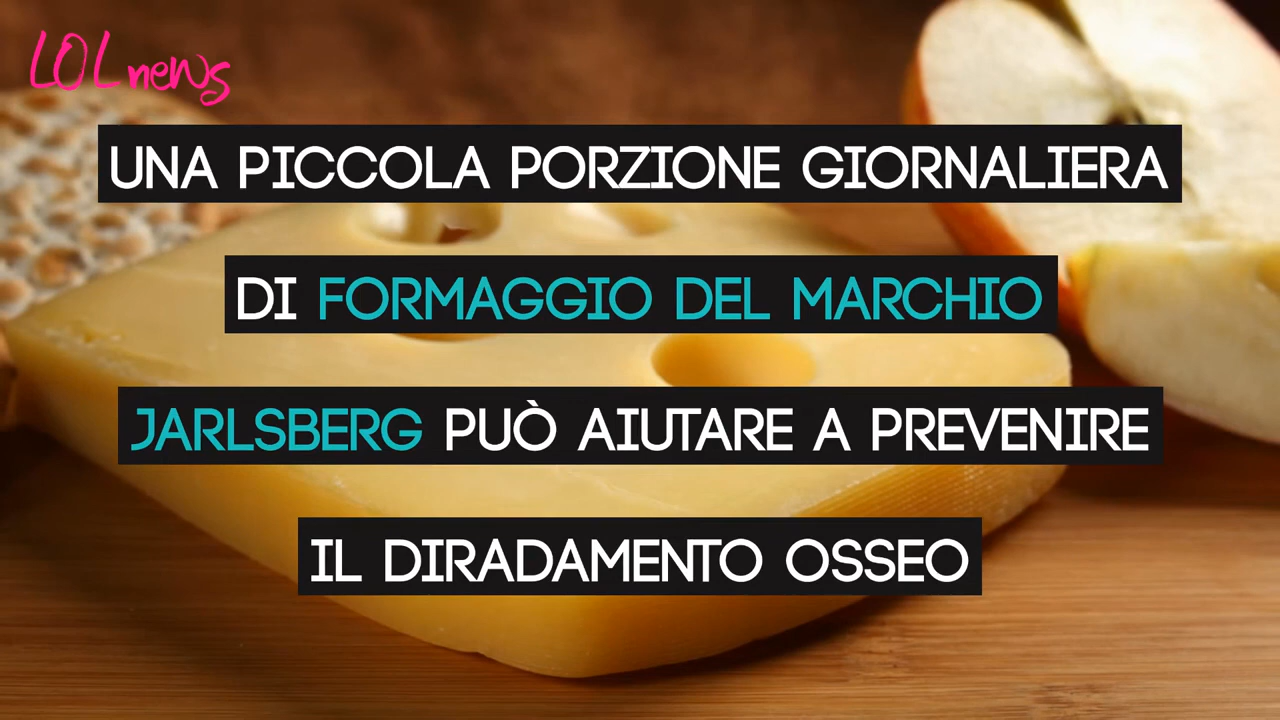 LOL news
UNA PICCOLA PORZIONE GIORNALIERA
DI FORMAGGIO DEL MARCHIO
JARLSBERG PUÒ AIUTARE A PREVENIRE
IL DIRADAMENTO OSSEO